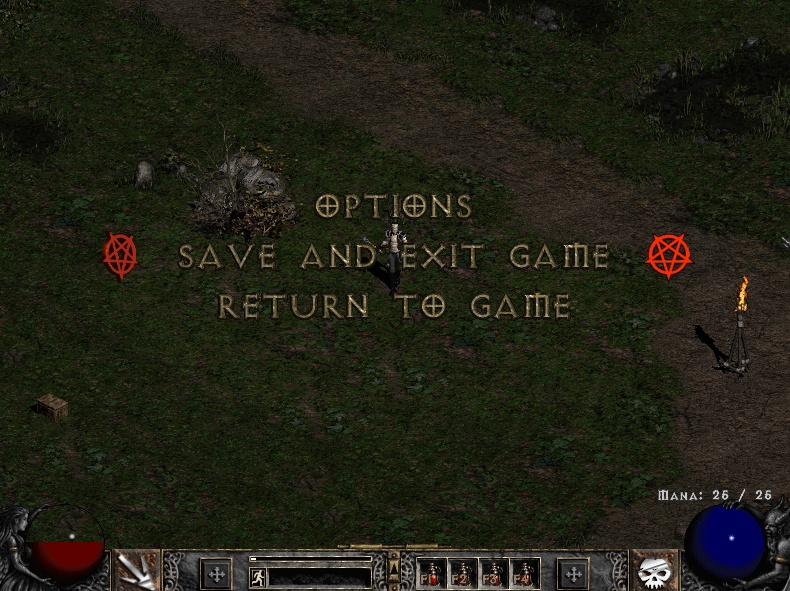 OPTIONS
SAVE AND EXIT GAME
RETURN TO GAME
MANA: 26 / 26
F1 F2 F3 F4